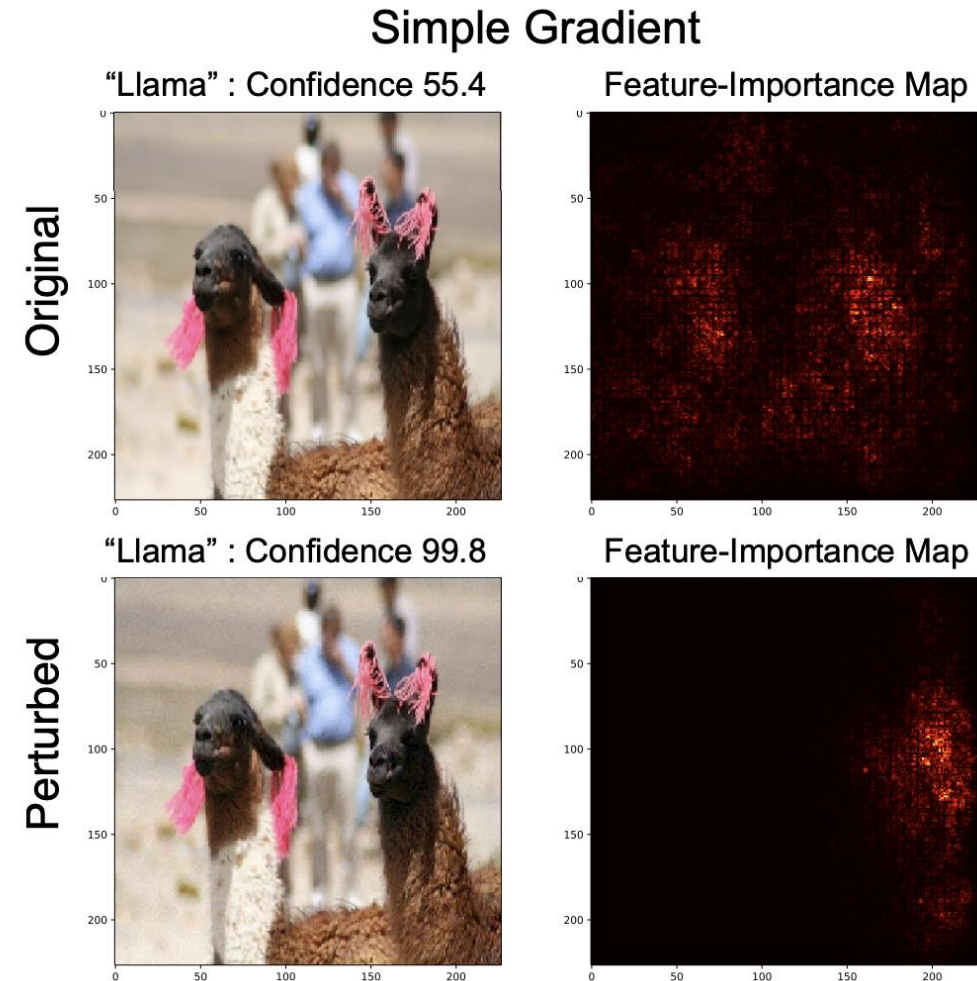 Simple Gradient
“Llama” : Confidence 55.4
Feature-Importance Map
Original
0
50
100
150
200
0 50 100 150 200
0
50
100
150
200
0 50 100 150 200
“Llama” : Confidence 99.8
Feature-Importance Map
Perturbed
0
50
100
150
200
0 50 100 150 200
0
50
100
150
200
0 50 100 150 200